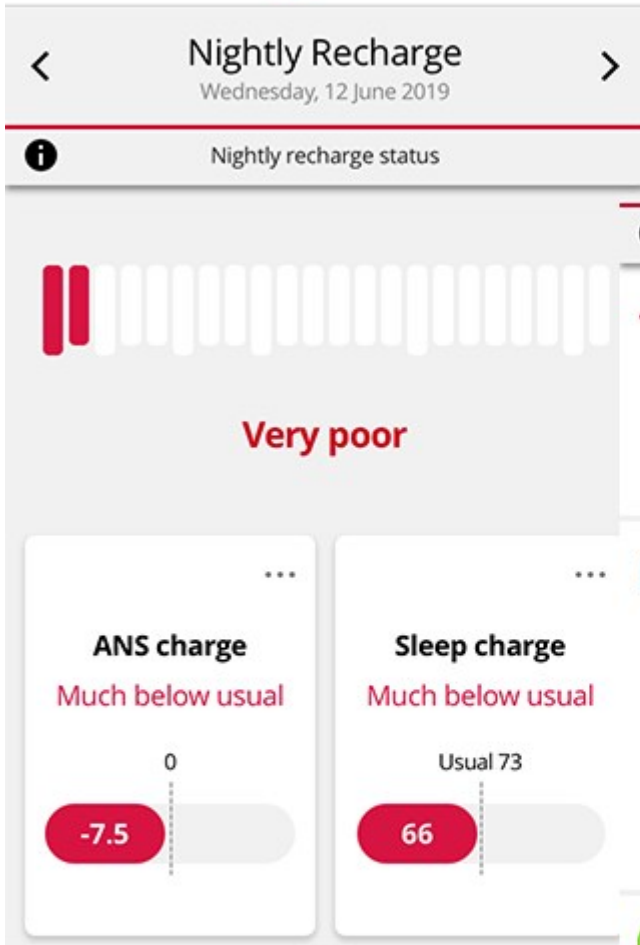 Nightly Recharge
Wednesday, 12 June 2019
Nightly recharge status
Very poor
ANS charge
Much below usual
0
-7.5
Sleep charge
Much below usual
Usual 73
66